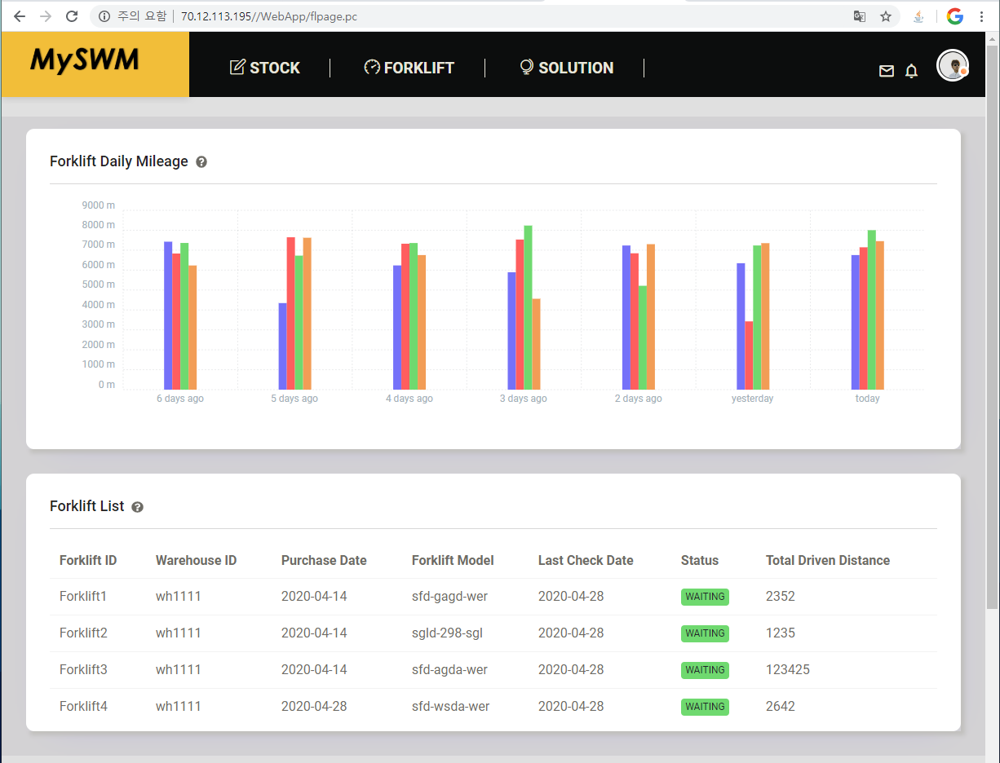 주의 요함 70.12.113.195//WebApp/flpage.pc
MySWM STOCK FORKLIFT SOLUTION
Forklift Daily Mileage ?
9000 m
8000 m
7000 m
6000 m
5000 m
4000 m
3000 m
2000 m
1000 m
0 m
6 days ago 5 days ago 4 days ago 3 days ago 2 days ago yesterday today
Forklift List ?
Forklift ID Warehouse ID Purchase Date Forklift Model Last Check Date Status Total Driven Distance
Forklift1 wh1111 2020-04-14 sfd-gagd-wer 2020-04-28 WAITING 2352
Forklift2 wh1111 2020-04-14 sgld-298-sgl 2020-04-28 WAITING 1235
Forklift3 wh1111 2020-04-14 sfd-agda-wer 2020-04-28 WAITING 123425
Forklift4 wh1111 2020-04-28 sfd-wsda-wer 2020-04-28 WAITING 2642